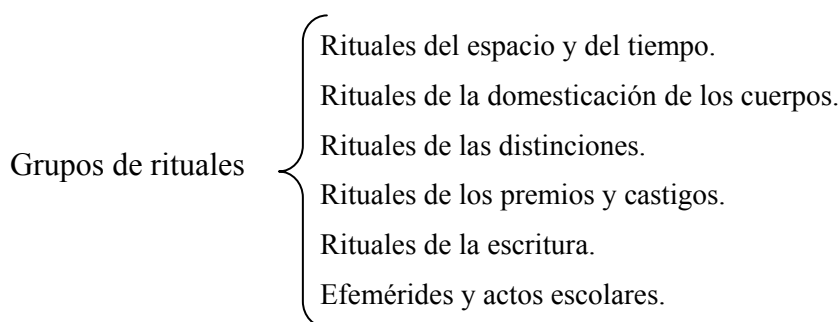 Rituales del espacio y del tiempo.
Rituales de la domesticación de los cuerpos.
Rituales de las distinciones.
Grupos de rituales
Rituales de los premios y castigos.
Rituales de la escritura.
Efemérides y actos escolares.